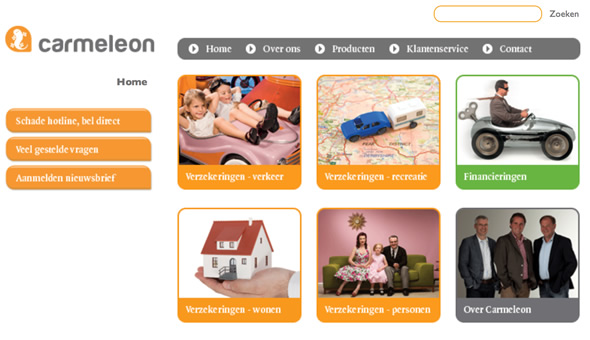 Zoeken
carmeleon
Home Over ons Producten Klantenservice Contact
Home
Schade hotline, bel direct
Veel gestelde vragen
Aanmelden nieuwsbrief
Verzekeringen - verkeer
Verzekeringen - recreatie
Financieringen
Verzekeringen - wonen
Verzekeringen - personen
Over Carmeleon